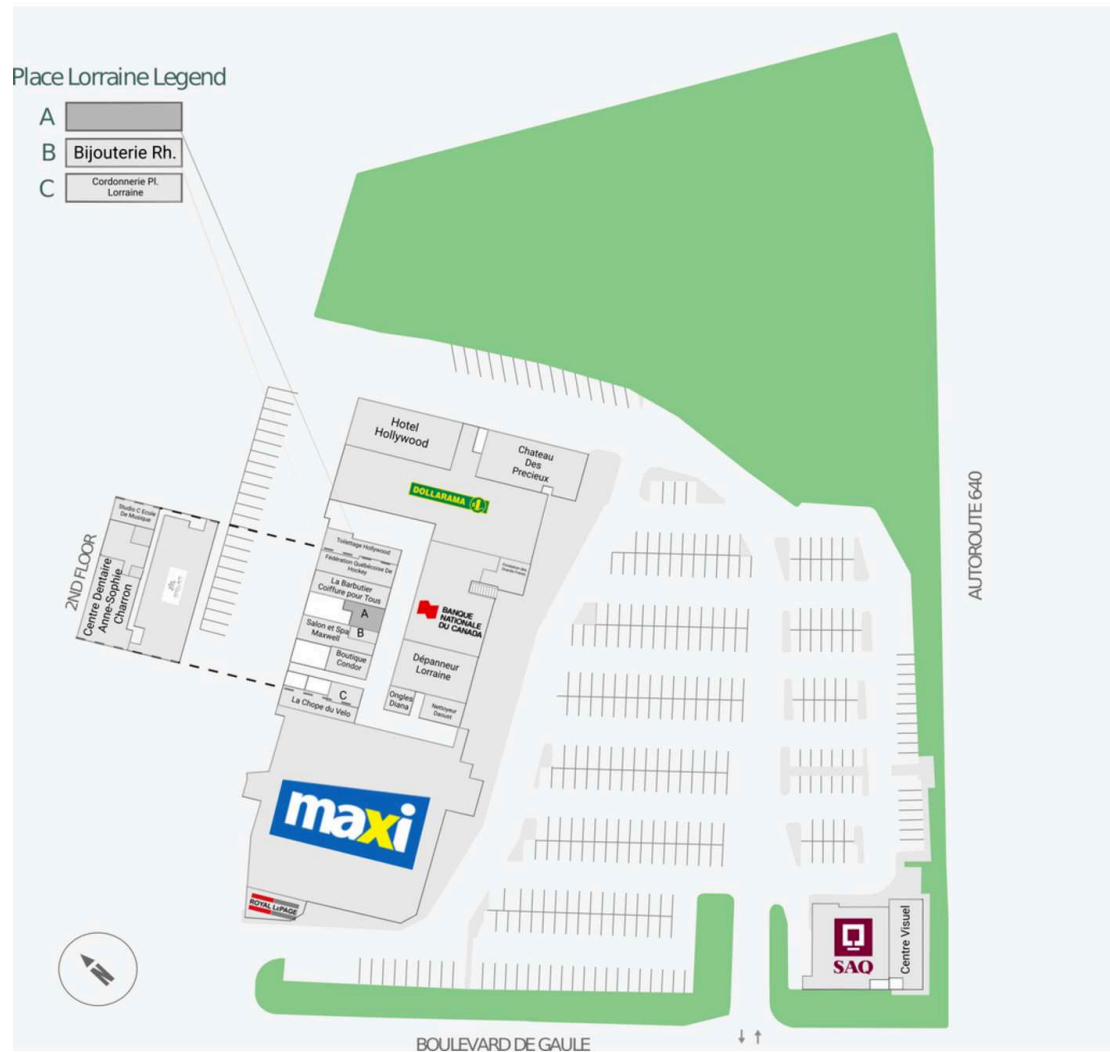 Place Lorraine Legend
A
B Bijouterie Rh.
C Cordonnerie Pl.
Lorraine
Hotel
Hollywood
Chateau
Des
Precieux
DOLLARAMA
AUTOROUTE 640
2ND FLOOR
Studio C Ecole
De Musique
Centre Dentaire
Anne-Sophie
Charron
Toilettage Hollywood
Fédération Québécoise De
Hockey
La Barbutier
Coiffure pour Tous
A
B
Salon et Spa
Maxwell
Boutique
Condor
C
La Chope du Velo
BANQUE
NATIONALE
DU CANADA
Dépanneur
Lorraine
Ongles
Diana
Nettoyeur
Daoust
maxi
ROYAL LEPAGE
N
SAQ
Centre Visuel
BOULEVARD DE GAULE